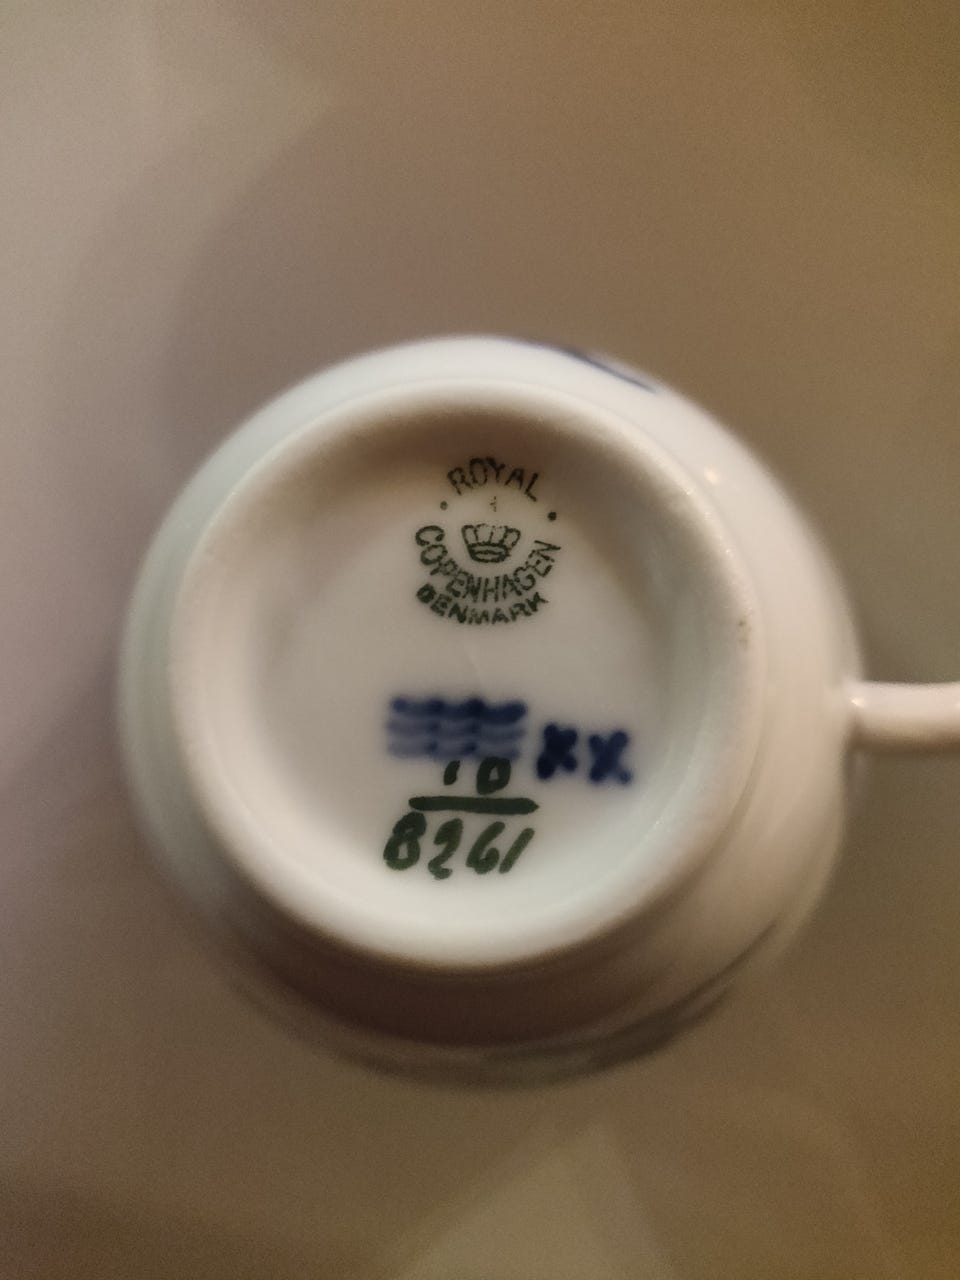 ROYAL
COPENHAGEN
DENMARK
XX
10
8261